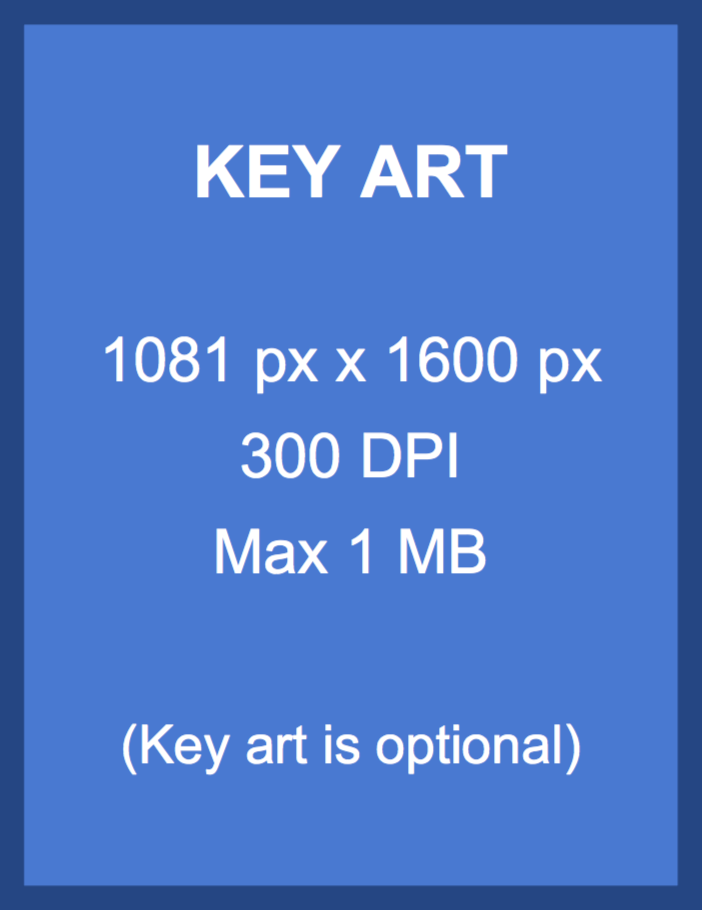 KEY ART
1081 px x 1600 px
300 DPI
Max 1 MB
(Key art is optional)